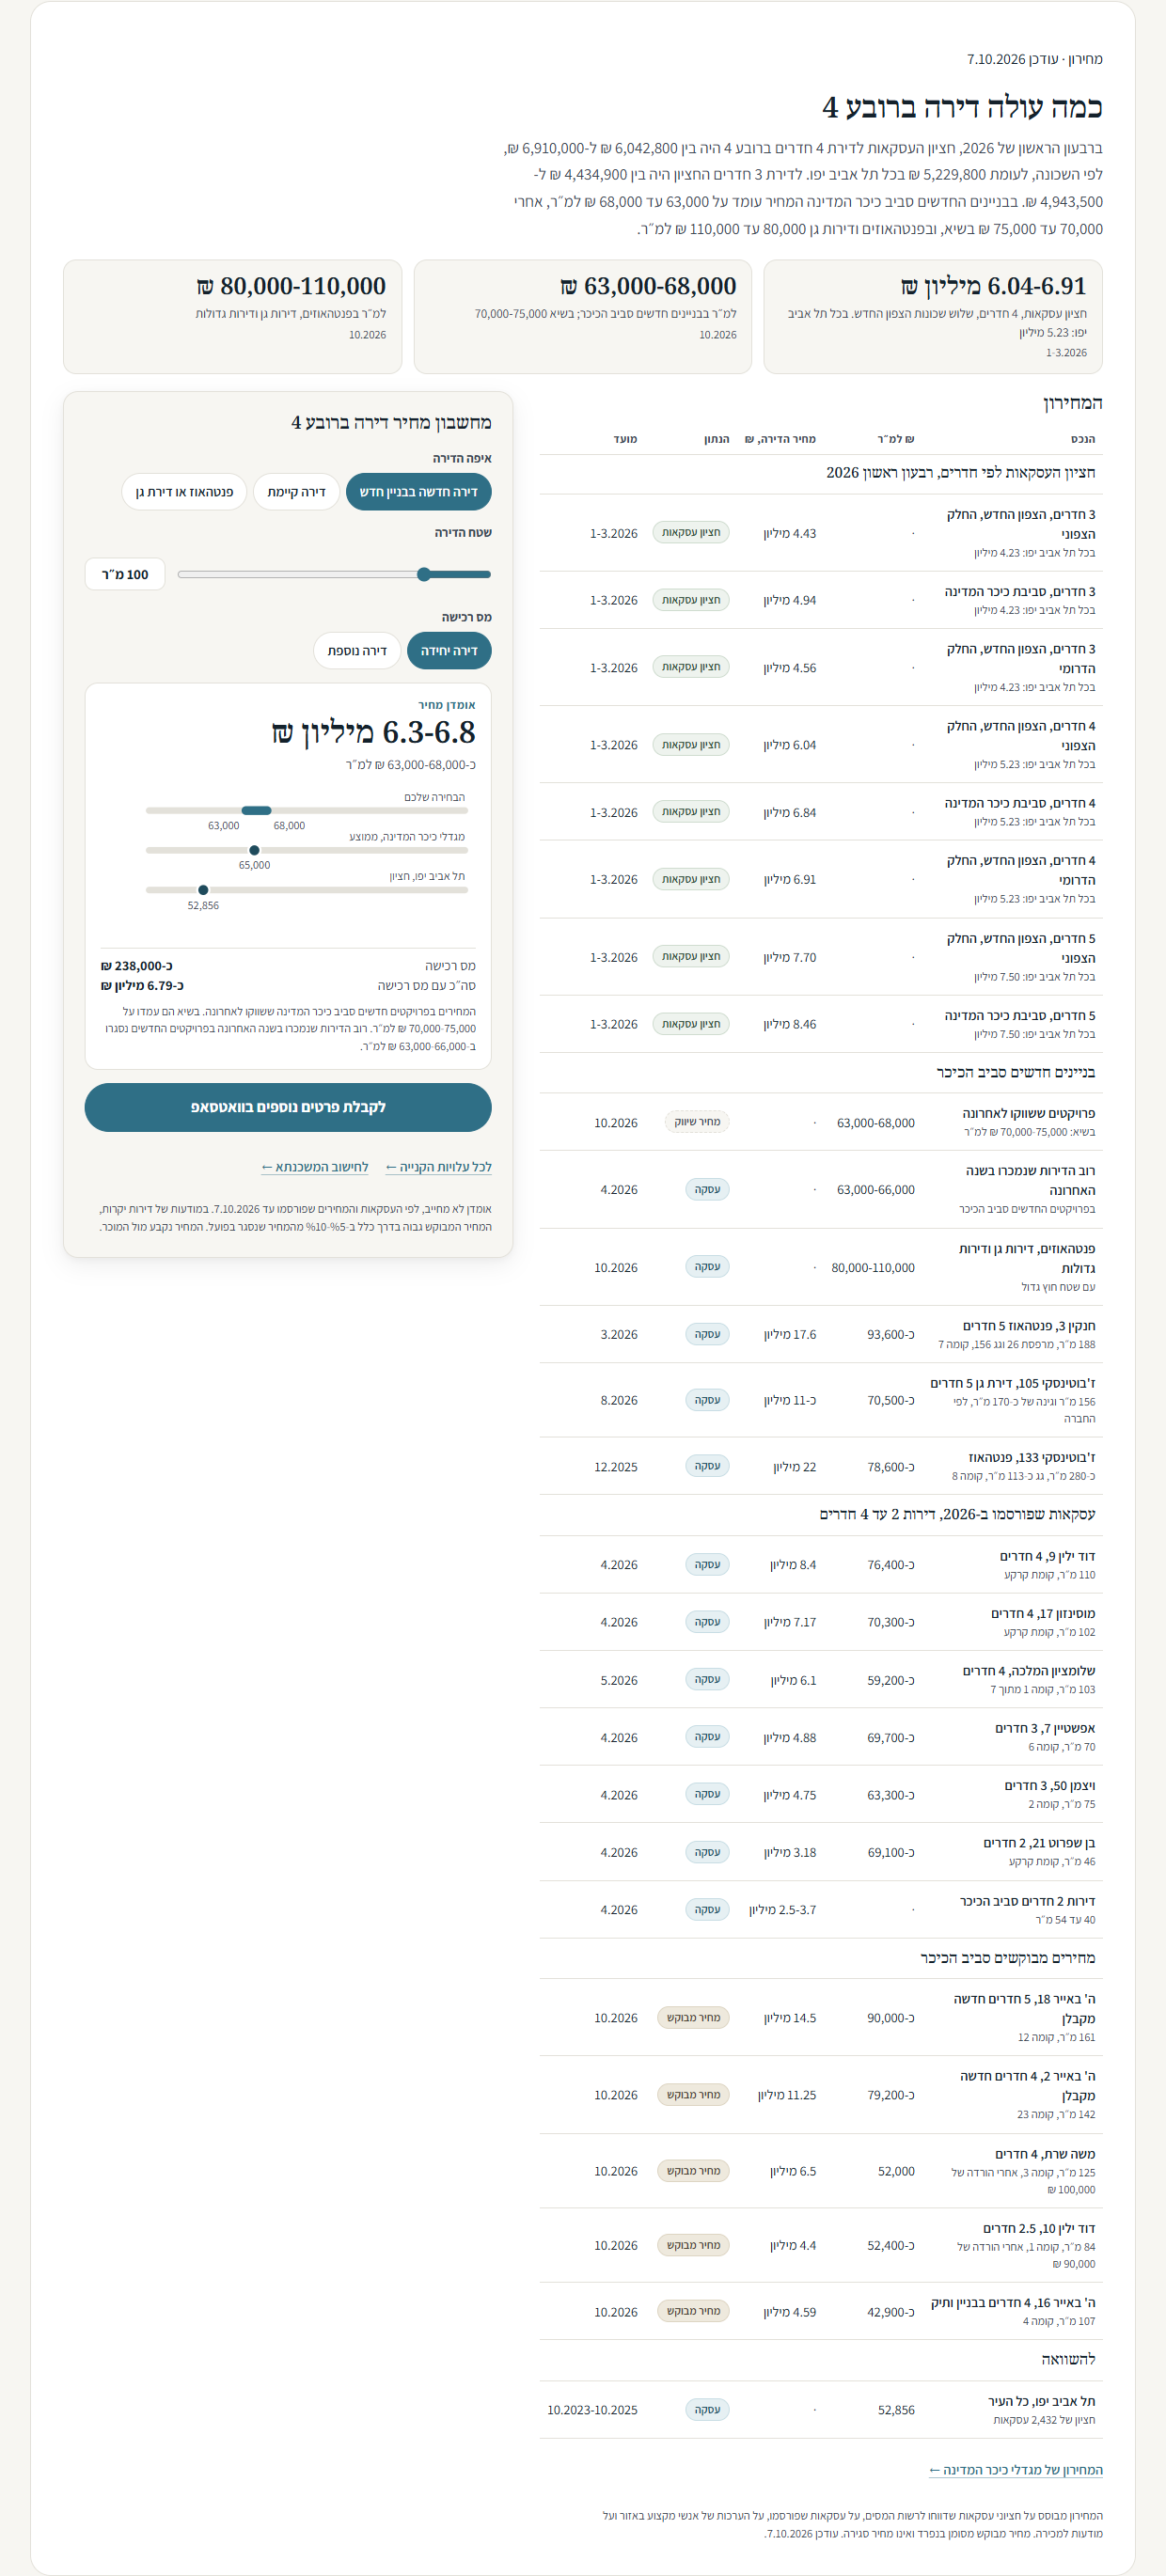 מחירון · עודכן 7.10.2026
כמה עולה דירה ברובע 4
ברבעון הראשון של 2026, חציון העסקאות לדירת 4 חדרים ברובע 4 היה בין 6,042,800 ₪ ל-6,910,000 ₪,
לפי השכונה, לעומת 5,229,800 ₪ בכל תל אביב יפו. לדירת 3 חדרים החציון היה בין 4,434,900 ₪ ל-
4,943,500 ₪. בבניינים החדשים סביב כיכר המדינה המחיר עומד על 63,000 עד 68,000 ₪ למ״ר, אחרי
70,000 עד 75,000 ₪ בשיא, ובפנטהאוזים ודירות גן 80,000 עד 110,000 ₪ למ״ר.
6.04-6.91 מיליון ₪
חציון עסקאות, 4 חדרים, שלוש שכונות הצפון החדש. בכל תל אביב
יפו: 5.23 מיליון
1-3.2026
63,000-68,000 ₪
למ״ר בבניינים חדשים סביב הכיכר; בשיא 70,000-75,000
10.2026
80,000-110,000 ₪
למ״ר בפנטהאוזים, דירות גן ודירות גדולות
10.2026
המחירון
הנכס ₪ למ״ר מחיר הדירה, ₪ הנתון מועד
חציון העסקאות לפי חדרים, רבעון ראשון 2026
3 חדרים, הצפון החדש, החלק
הצפוני
בכל תל אביב יפו: 4.23 מיליון
· 4.43 מיליון חציון עסקאות 1-3.2026
3 חדרים, סביבת כיכר המדינה
בכל תל אביב יפו: 4.23 מיליון
· 4.94 מיליון חציון עסקאות 1-3.2026
3 חדרים, הצפון החדש, החלק
הדרומי
בכל תל אביב יפו: 4.23 מיליון
· 4.56 מיליון חציון עסקאות 1-3.2026
4 חדרים, הצפון החדש, החלק
הצפוני
בכל תל אביב יפו: 5.23 מיליון
· 6.04 מיליון חציון עסקאות 1-3.2026
4 חדרים, סביבת כיכר המדינה
בכל תל אביב יפו: 5.23 מיליון
· 6.84 מיליון חציון עסקאות 1-3.2026
4 חדרים, הצפון החדש, החלק
הדרומי
בכל תל אביב יפו: 5.23 מיליון
· 6.91 מיליון חציון עסקאות 1-3.2026
5 חדרים, הצפון החדש, החלק
הצפוני
בכל תל אביב יפו: 7.50 מיליון
· 7.70 מיליון חציון עסקאות 1-3.2026
5 חדרים, סביבת כיכר המדינה
בכל תל אביב יפו: 7.50 מיליון
· 8.46 מיליון חציון עסקאות 1-3.2026
בניינים חדשים סביב הכיכר
פרויקטים ששווקו לאחרונה
בשיא: 70,000-75,000 ₪ למ״ר
63,000-68,000 · מחיר שיווק 10.2026
רוב הדירות שנמכרו בשנה
האחרונה
בפרויקטים החדשים סביב הכיכר
63,000-66,000 · עסקה 4.2026
פנטהאוזים, דירות גן ודירות
גדולות
עם שטח חוץ גדול
80,000-110,000 · עסקה 10.2026
חנקין 3, פנטהאוז 5 חדרים
188 מ״ר, מרפסת 26 וגג 156, קומה 7
כ-93,600 17.6 מיליון עסקה 3.2026
ז'בוטינסקי 105, דירת גן 5 חדרים
156 מ״ר וגינה של כ-170 מ״ר, לפי
החברה
כ-70,500 כ-11 מיליון עסקה 8.2026
ז'בוטינסקי 133, פנטהאוז
כ-280 מ״ר, גג כ-113 מ״ר, קומה 8
כ-78,600 22 מיליון עסקה 12.2025
עסקאות שפורסמו ב-2026, דירות 2 עד 4 חדרים
דוד ילין 9, 4 חדרים
110 מ״ר, קומת קרקע
כ-76,400 8.4 מיליון עסקה 4.2026
מוסינזון 17, 4 חדרים
102 מ״ר, קומת קרקע
כ-70,300 7.17 מיליון עסקה 4.2026
שלומציון המלכה, 4 חדרים
103 מ״ר, קומה 1 מתוך 7
כ-59,200 6.1 מיליון עסקה 5.2026
אפשטיין 7, 3 חדרים
70 מ״ר, קומה 6
כ-69,700 4.88 מיליון עסקה 4.2026
ויצמן 50, 3 חדרים
75 מ״ר, קומה 2
כ-63,300 4.75 מיליון עסקה 4.2026
בן שפרוט 21, 2 חדרים
46 מ״ר, קומת קרקע
כ-69,100 3.18 מיליון עסקה 4.2026
דירות 2 חדרים סביב הכיכר
40 עד 54 מ״ר
· 2.5-3.7 מיליון עסקה 4.2026
מחירים מבוקשים סביב הכיכר
ה' באייר 18, 5 חדרים חדשה
מקבלן
161 מ״ר, קומה 12
כ-90,000 14.5 מיליון מחיר מבוקש 10.2026
ה' באייר 2, 4 חדרים חדשה
מקבלן
142 מ״ר, קומה 23
כ-79,200 11.25 מיליון מחיר מבוקש 10.2026
משה שרת, 4 חדרים
125 מ״ר, קומה 3, אחרי הורדה של
100,000 ₪
52,000 6.5 מיליון מחיר מבוקש 10.2026
דוד ילין 10, 2.5 חדרים
84 מ״ר, קומה 1, אחרי הורדה של
90,000 ₪
כ-52,400 4.4 מיליון מחיר מבוקש 10.2026
ה' באייר 16, 4 חדרים בבניין ותיק
107 מ״ר, קומה 4
כ-42,900 4.59 מיליון מחיר מבוקש 10.2026
להשוואה
תל אביב יפו, כל העיר
חציון של 2,432 עסקאות
52,856 · עסקה 10.2023-10.2025
המחירון של מגדלי כיכר המדינה ←
מחשבון מחיר דירה ברובע 4
איפה הדירה
דירה חדשה בבניין חדש דירה קיימת פנטהאוז או דירת גן
שטח הדירה
100 מ״ר
מס רכישה
דירה יחידה דירה נוספת
אומדן מחיר
6.3-6.8 מיליון ₪
כ-63,000-68,000 ₪ למ״ר
הבחירה שלכם
63,000 68,000
מגדלי כיכר המדינה, ממוצע
65,000
תל אביב יפו, חציון
52,856
מס רכישה כ-238,000 ₪
סה״כ עם מס רכישה כ-6.79 מיליון ₪
המחירים בפרויקטים חדשים סביב כיכר המדינה ששווקו לאחרונה. בשיא הם עמדו על
70,000-75,000 ₪ למ״ר. רוב הדירות שנמכרו בשנה האחרונה בפרויקטים החדשים נסגרו
ב-63,000-66,000 ₪ למ״ר.
לקבלת פרטים נוספים בוואטסאפ
לכל עלויות הקנייה ← לחישוב המשכנתא ←
אומדן לא מחייב, לפי העסקאות והמחירים שפורסמו עד 7.10.2026. במודעות של דירות יקרות,
המחיר המבוקש גבוה בדרך כלל ב-5%-10% מהמחיר שנסגר בפועל. המחיר נקבע מול המוכר.
המחירון מבוסס על חציוני עסקאות שדווחו לרשות המסים, על עסקאות שפורסמו, על הערכות של אנשי מקצוע באזור ועל
מודעות למכירה. מחיר מבוקש מסומן בנפרד ואינו מחיר סגירה. עודכן 7.10.2026.